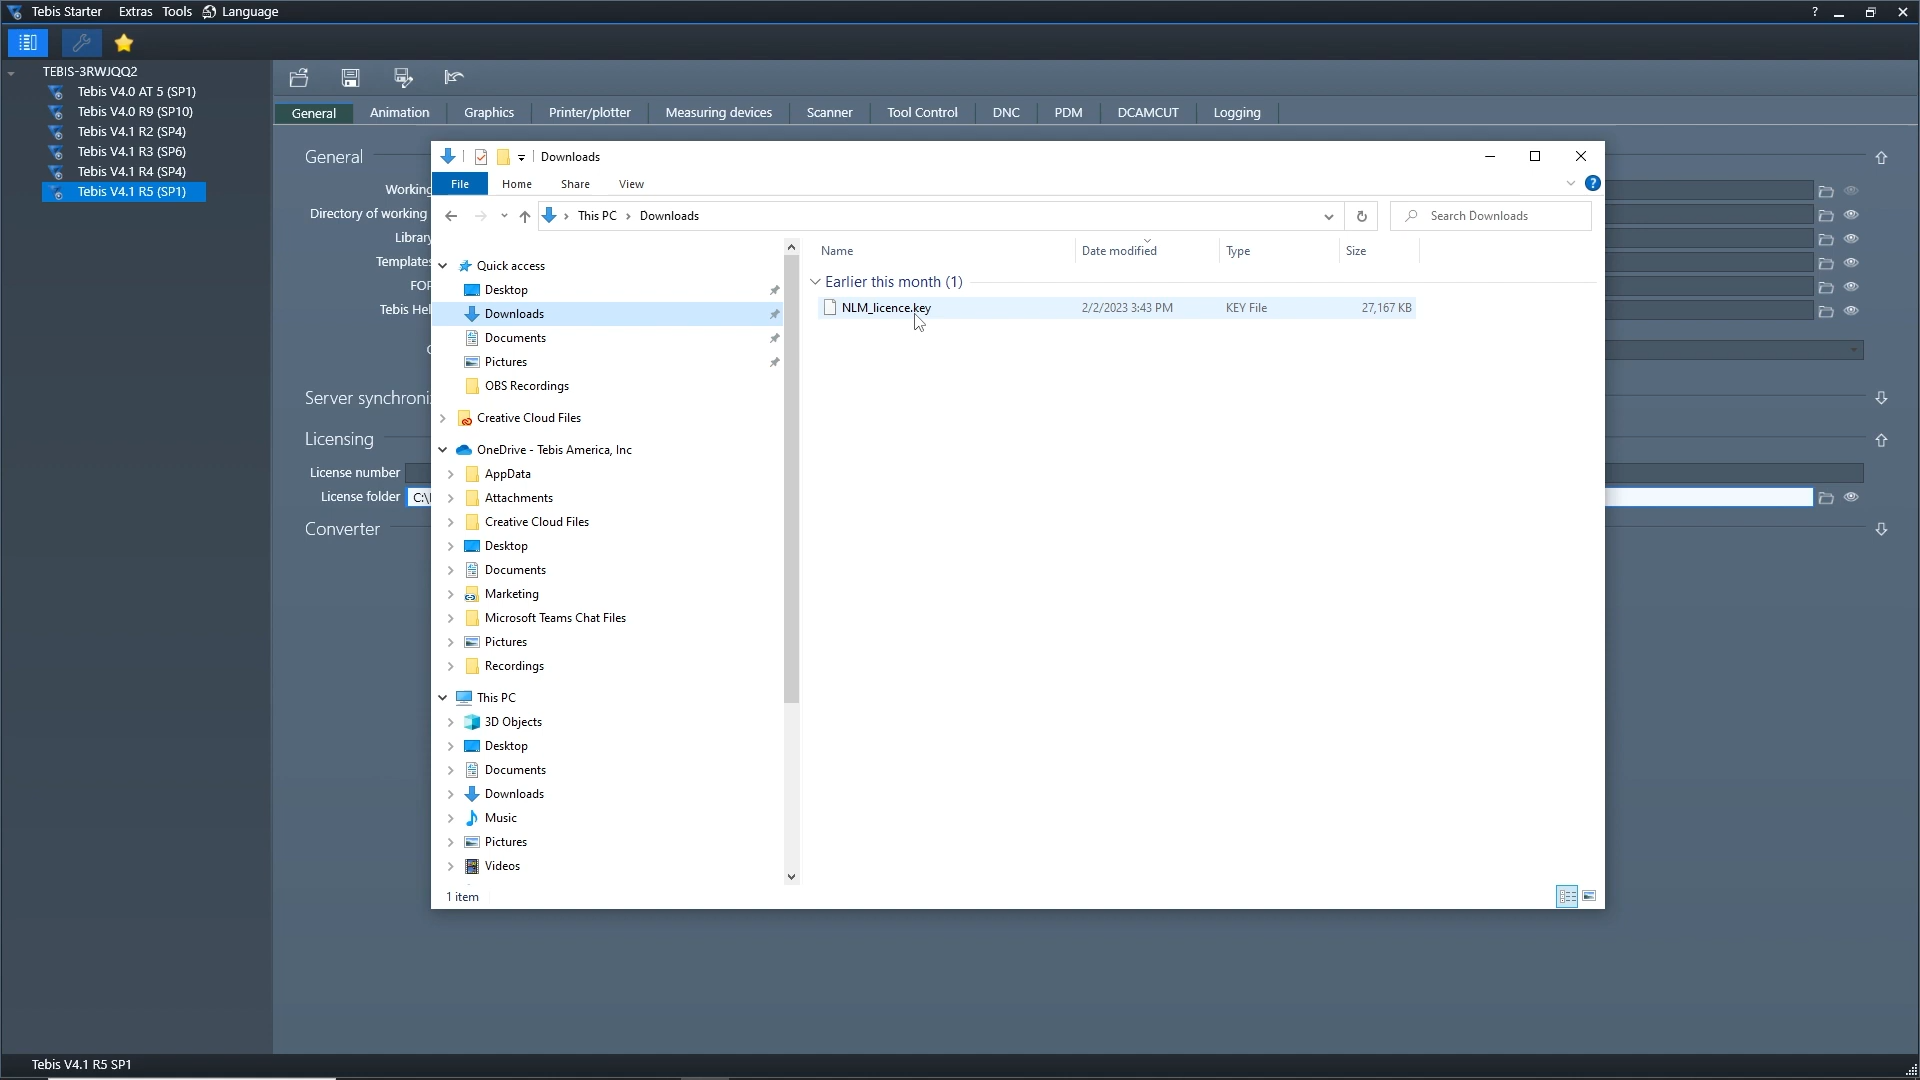 Tebis Starter Extras Tools Language ?
TEBIS-3RWJQQ2
Tebis V4.0 AT 5 (SP1)
Tebis V4.0 R9 (SP10)
Tebis V4.1 R2 (SP4)
Tebis V4.1 R3 (SP6)
Tebis V4.1 R4 (SP4)
Tebis V4.1 R5 (SP1)
General Animation Graphics Printer/plotter Measuring devices Scanner Tool Control DNC PDM DCAMCUT Logging
General
Working
Directory of working
Library
Templates
Tebis Hel
Server synchroni
Licensing
License number
License folder C:\
Converter
Downloads
File Home Share View ?
This PC › Downloads
Search Downloads
Quick access
Desktop
Downloads
Documents
Pictures
OBS Recordings
Creative Cloud Files
OneDrive - Tebis America, Inc
AppData
Attachments
Creative Cloud Files
Desktop
Documents
Marketing
Microsoft Teams Chat Files
Pictures
Recordings
This PC
3D Objects
Desktop
Documents
Downloads
Music
Pictures
Videos
Name Date modified Type Size
Earlier this month (1)
NLM_licence.key 2/2/2023 3:43 PM KEY File 27,167 KB
1 item
Tebis V4.1 R5 SP1